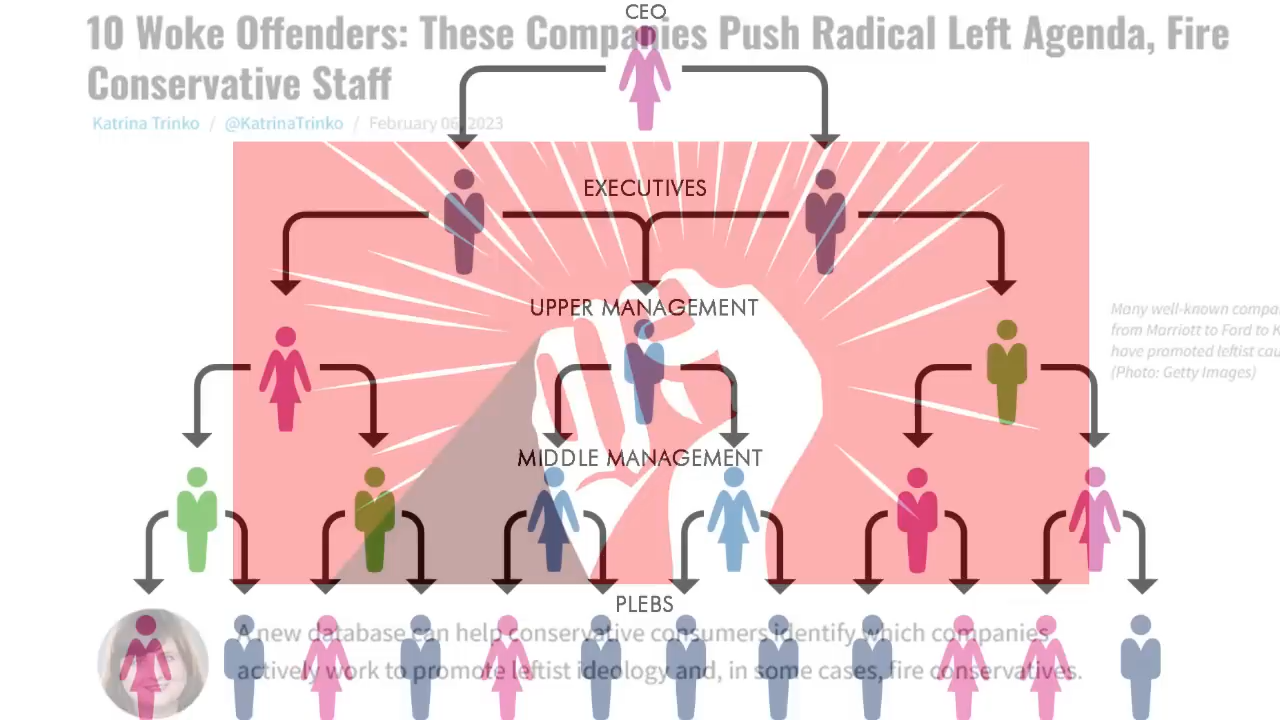 CEO
10 Woke Offenders: These Companies Push Radical Left Agenda, Fire
Conservative Staff
Katrina Trinko / @KatrinaTrinko / February 06, 2023
EXECUTIVES
UPPER MANAGEMENT
Many well-known compa
from Marriott to Ford to K
have promoted leftist cau
(Photo: Getty Images)
MIDDLE MANAGEMENT
PLEBS
A new database can help conservative consumers identify which companies
actively work to promote leftist ideology and, in some cases, fire conservatives.